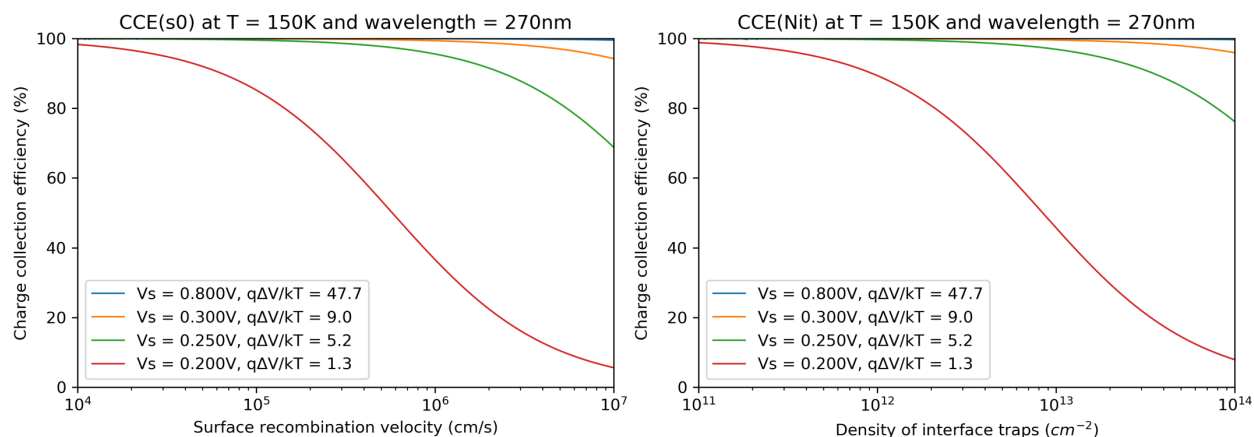 CCE(s0) at T = 150K and wavelength = 270nm
Charge collection efficiency (%)
100
80
60
40
20
0
Vs = 0.800V, qΔV/kT = 47.7
Vs = 0.300V, qΔV/kT = 9.0
Vs = 0.250V, qΔV/kT = 5.2
Vs = 0.200V, qΔV/kT = 1.3
10⁴ 10⁵ 10⁶ 10⁷
Surface recombination velocity (cm/s)
CCE(Nit) at T = 150K and wavelength = 270nm
Charge collection efficiency (%)
100
80
60
40
20
0
Vs = 0.800V, qΔV/kT = 47.7
Vs = 0.300V, qΔV/kT = 9.0
Vs = 0.250V, qΔV/kT = 5.2
Vs = 0.200V, qΔV/kT = 1.3
10¹¹ 10¹² 10¹³ 10¹⁴
Density of interface traps (cm⁻²)